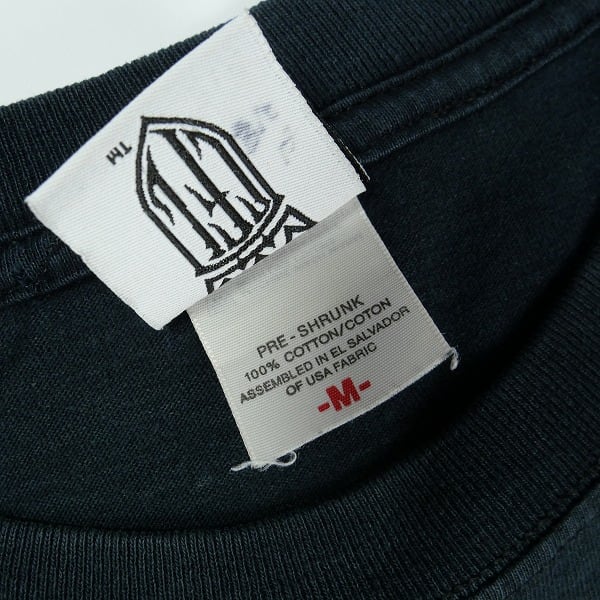 TM
PRE-SHRUNK
100% COTTON/COTON
ASSEMBLED IN EL SALVADOR
OF USA FABRIC
-M-